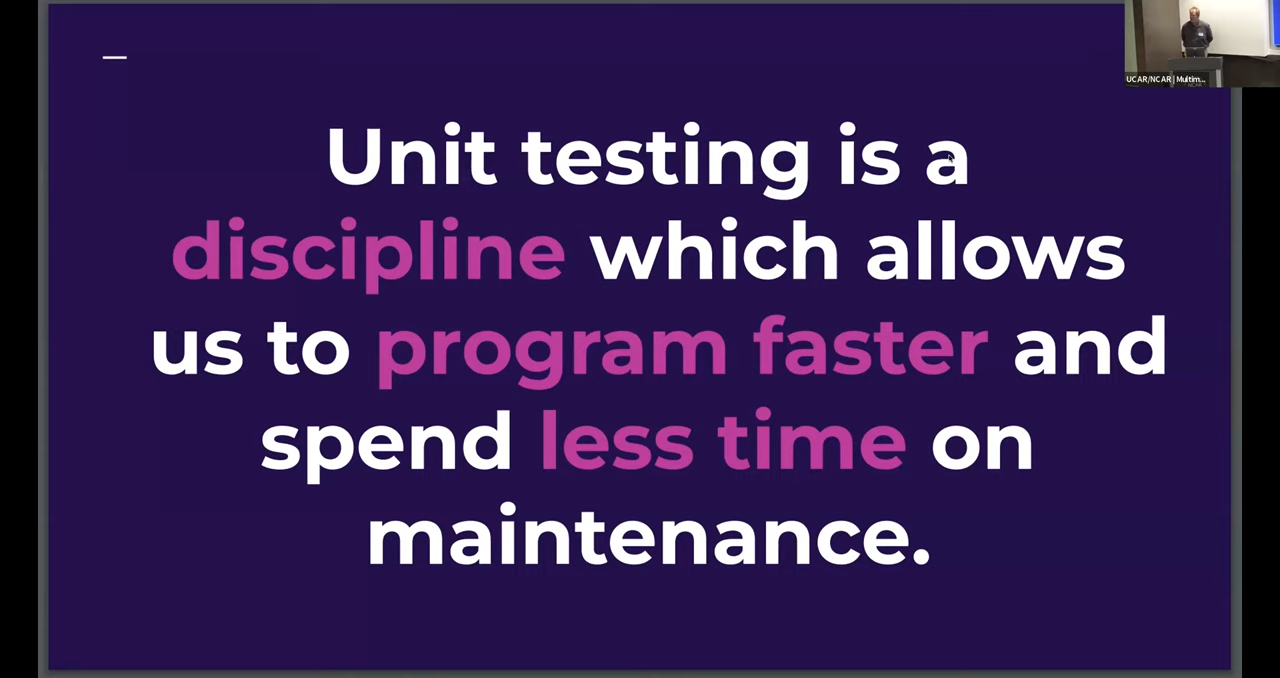 UCAR/NCAR | Multim...
Unit testing is a
discipline which allows
us to program faster and
spend less time on
maintenance.